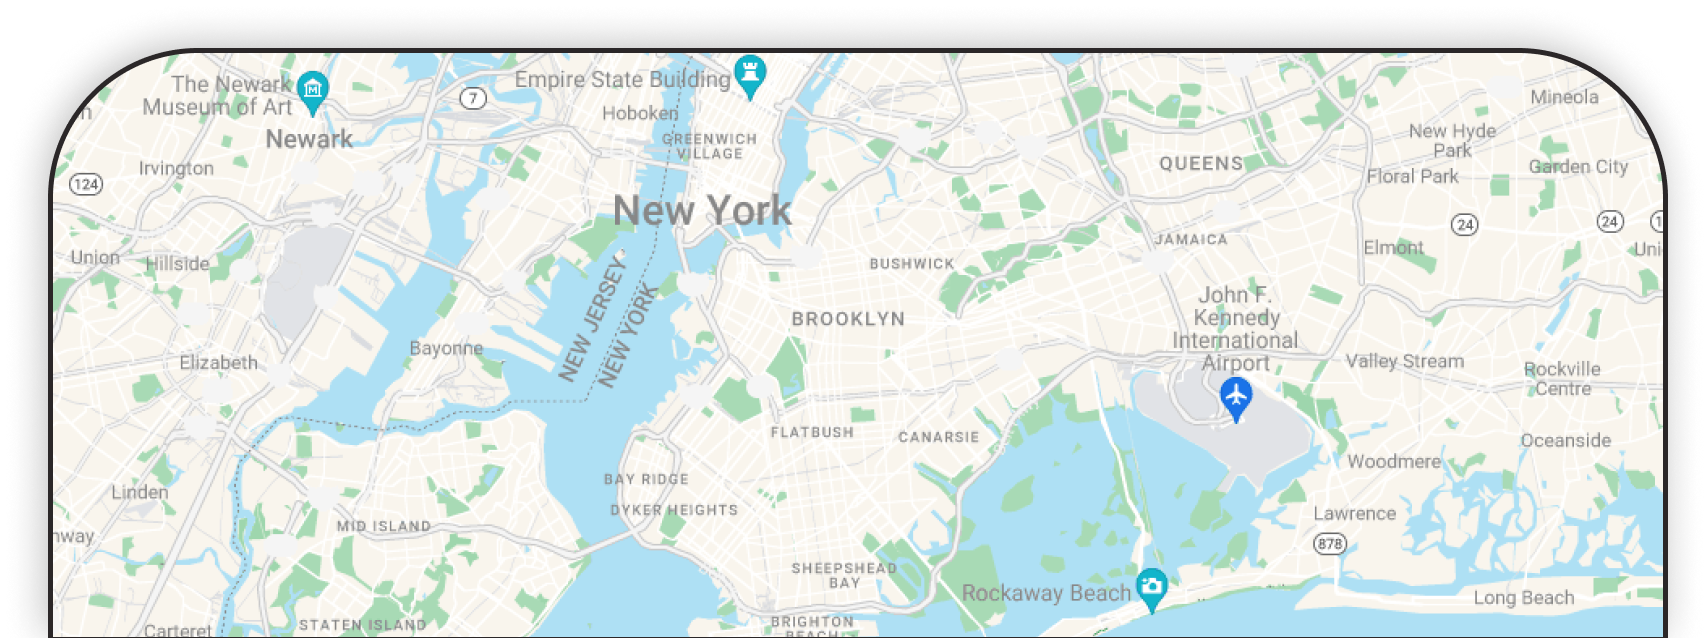 The Newark
Museum of Art
Newark
7
Empire State Building
Hoboken
GREENWICH
VILLAGE
Mineola
New Hyde
Park
Garden City
Floral Park
QUEENS
Irvington
124
New York
24
24
JAMAICA
Elmont
Union
Hillside
BUSHWICK
NEW JERSEY
NEW YORK
BROOKLYN
John F.
Kennedy
International
Airport
Elizabeth
Bayonne
Valley Stream
Rockville
Centre
FLATBUSH
CANARSIE
Oceanside
Woodmere
BAY RIDGE
DYKER HEIGHTS
Linden
MID ISLAND
Lawrence
878
SHEEPSHEAD
BAY
Rockaway Beach
Long Beach
Carteret
STATEN ISLAND
BRIGHTON
BEACH